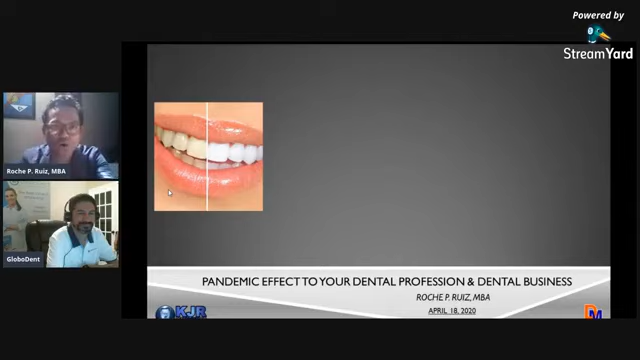 Powered by
StreamYard
Roche P. Ruiz, MBA
GloboDent
PANDEMIC EFFECT TO YOUR DENTAL PROFESSION & DENTAL BUSINESS
ROCHE P. RUIZ, MBA
APRIL 18, 2020
KJR
DM